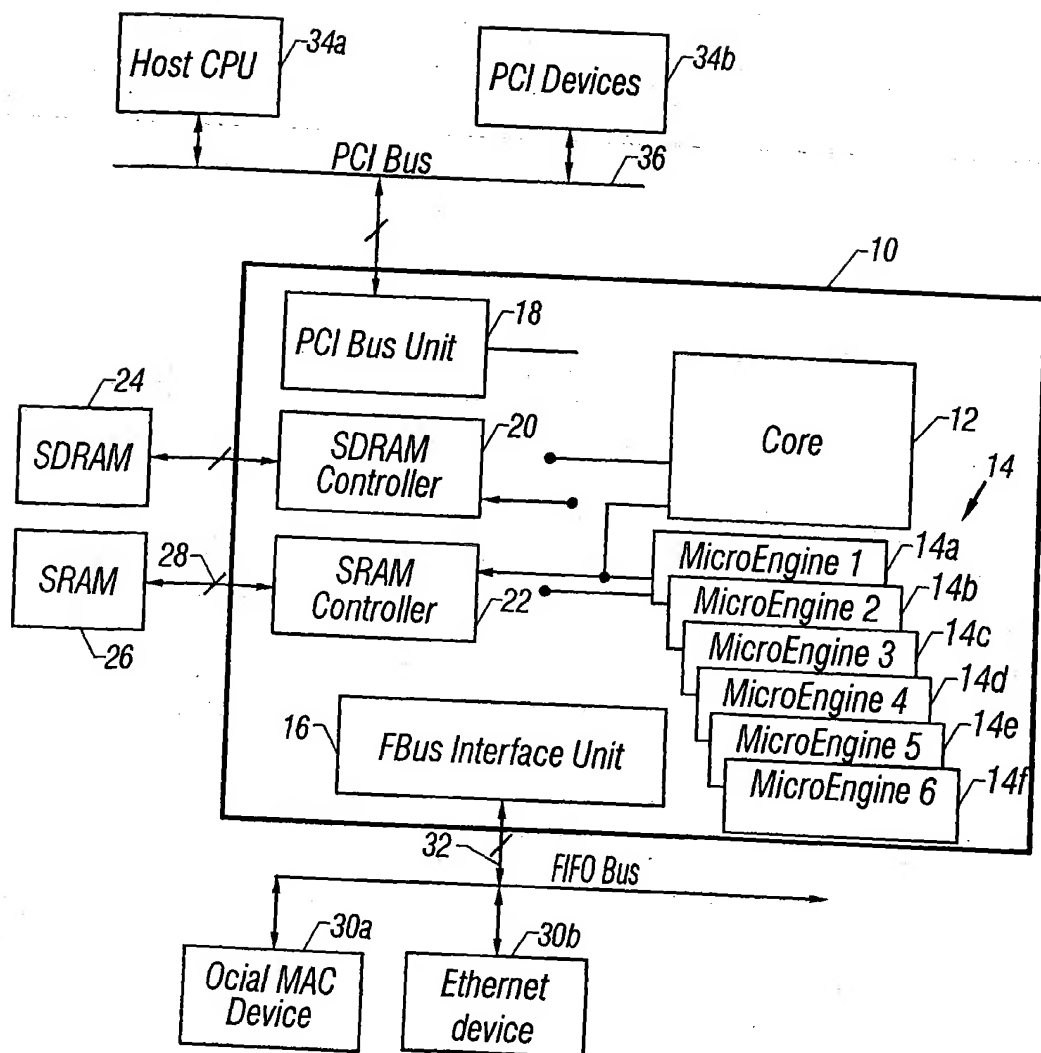 Host CPU
34a
PCI Devices
34b
PCI Bus
36
10
PCI Bus Unit
18
24
SDRAM
SDRAM
Controller
20
Core
12
14
SRAM
28
26
SRAM
Controller
22
MicroEngine 1
14a
MicroEngine 2
14b
MicroEngine 3
14c
MicroEngine 4
14d
MicroEngine 5
14e
MicroEngine 6
14f
16
FBus Interface Unit
32
FIFO Bus
30a
Ocial MAC
Device
30b
Ethernet
device